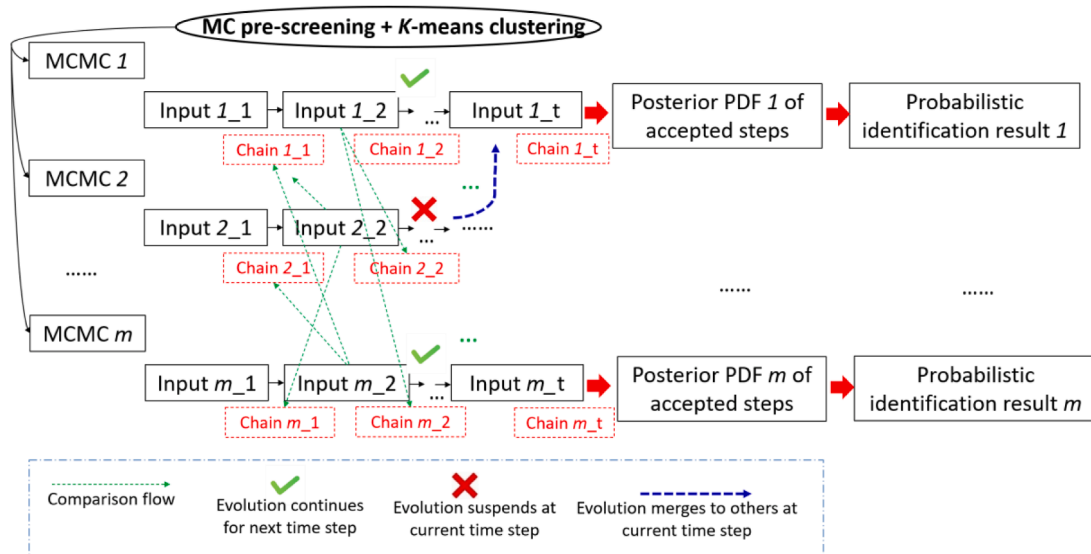 MC pre-screening + K-means clustering
MCMC 1
Input 1_1
Input 1_2
...
Input 1_t
Posterior PDF 1 of
accepted steps
Probabilistic
identification result 1
Chain 1_1
Chain 1_2
Chain 1_t
MCMC 2
...
Input 2_1
Input 2_2
...
......
Chain 2_1
Chain 2_2
......
......
......
MCMC m
...
Input m_1
Input m_2
...
Input m_t
Posterior PDF m of
accepted steps
Probabilistic
identification result m
Chain m_1
Chain m_2
Chain m_t
Comparison flow
Evolution continues
for next time step
Evolution suspends at
current time step
Evolution merges to others at
current time step